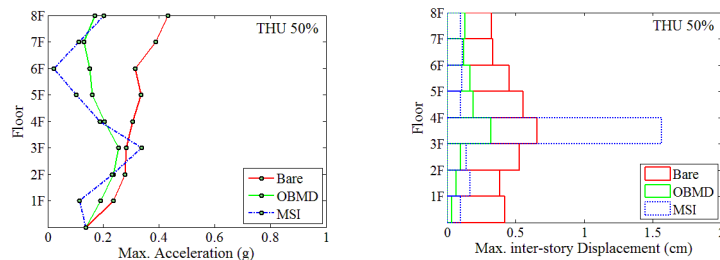 THU 50%
8F
7F
6F
5F
4F
3F
2F
1F
Floor
Bare
OBMD
MSI
0
0.2
0.4
0.6
0.8
1
Max. Acceleration (g)
THU 50%
8F
7F
6F
5F
4F
3F
2F
1F
Floor
Bare
OBMD
MSI
0
0.5
1
1.5
2
Max. inter-story Displacement (cm)